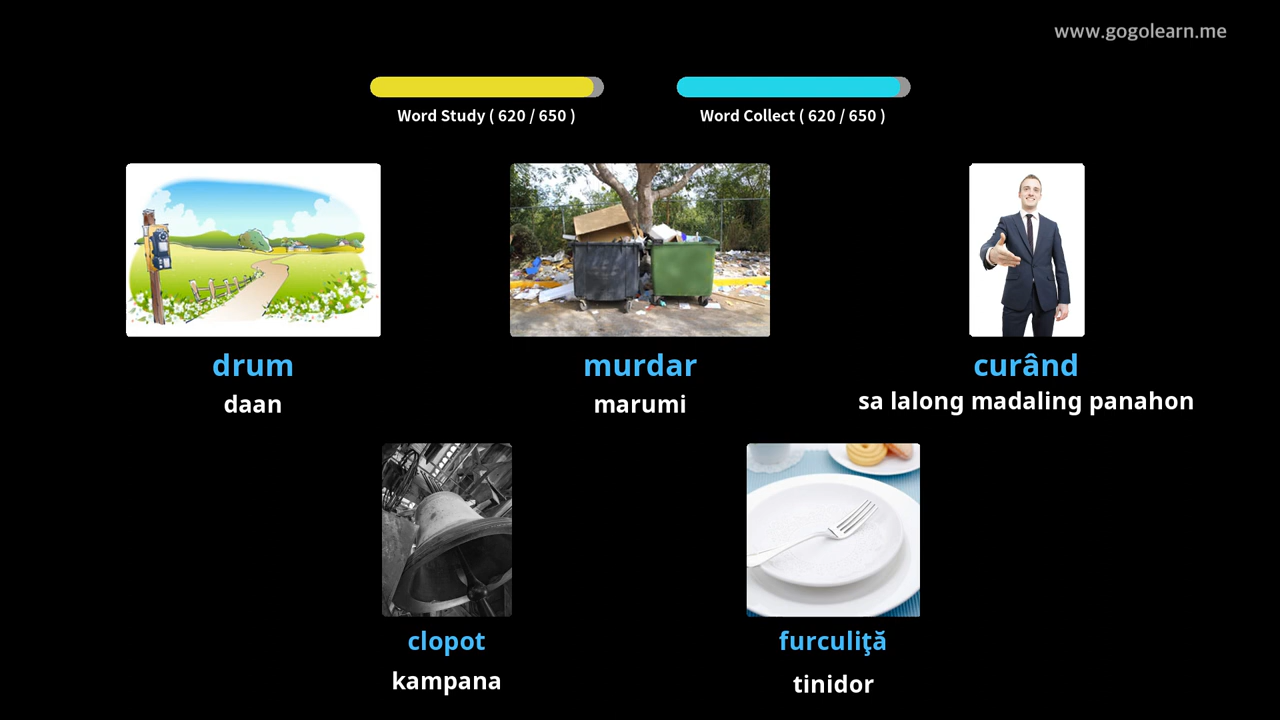 www.gogolearn.me
Word Study ( 620 / 650 )
Word Collect ( 620 / 650 )
drum
daan
murdar
marumi
curând
sa lalong madaling panahon
clopot
kampana
furculiţă
tinidor